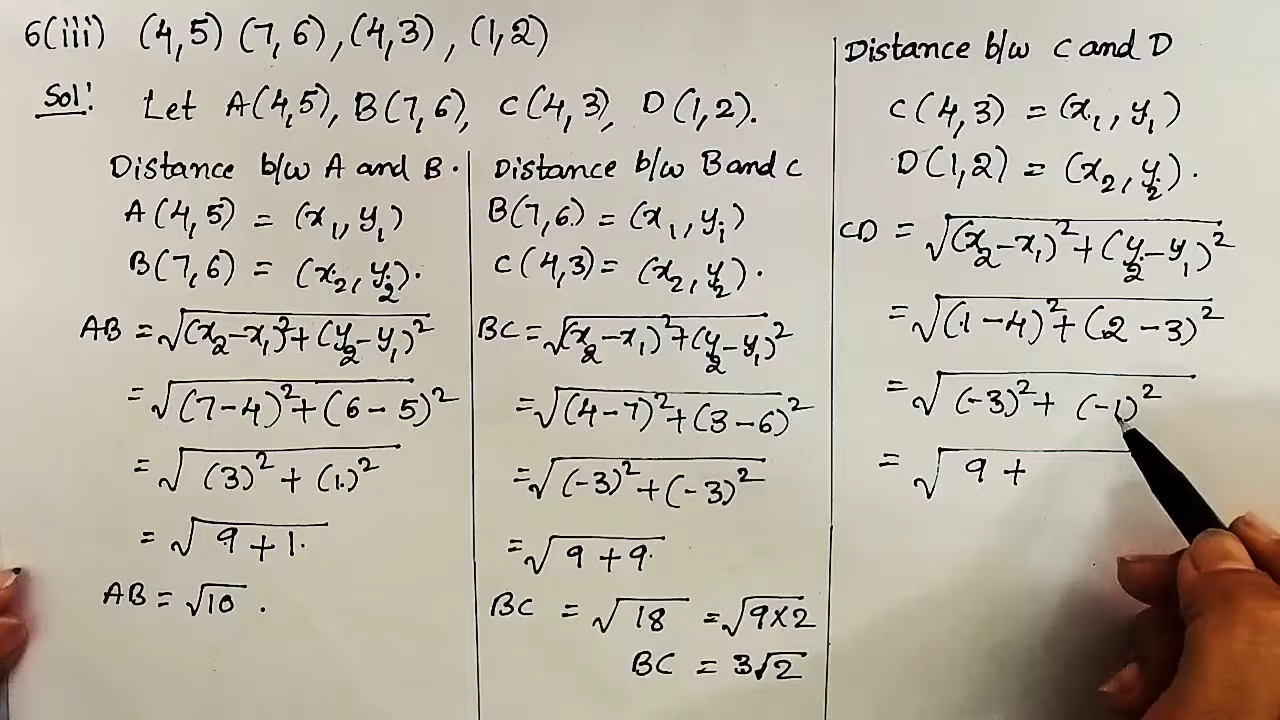 6(iii) (4,5) (7,6), (4,3), (1,2)
Sol: Let A(4,5), B(7,6), C(4,3), D(1,2).
Distance b/w A and B.
A(4,5) = (x₁, y₁)
B(7,6) = (x₂, y₂).
AB = √(x₂-x₁)²+(y₂-y₁)²
= √(7-4)²+(6-5)²
= √(3)²+(1)²
= √9+1.
AB = √10.
Distance b/w B and C
B(7,6) = (x₁, y₁)
C(4,3) = (x₂, y₂).
BC = √(x₂-x₁)²+(y₂-y₁)²
= √(4-7)²+(3-6)²
= √(-3)²+(-3)²
= √9+9
BC = √18 = √9×2
BC = 3√2
Distance b/w C and D
C(4,3) = (x₁, y₁)
D(1,2) = (x₂, y₂).
CD = √(x₂-x₁)²+(y₂-y₁)²
= √(1-4)²+(2-3)²
= √(-3)²+(-1)²
= √9+